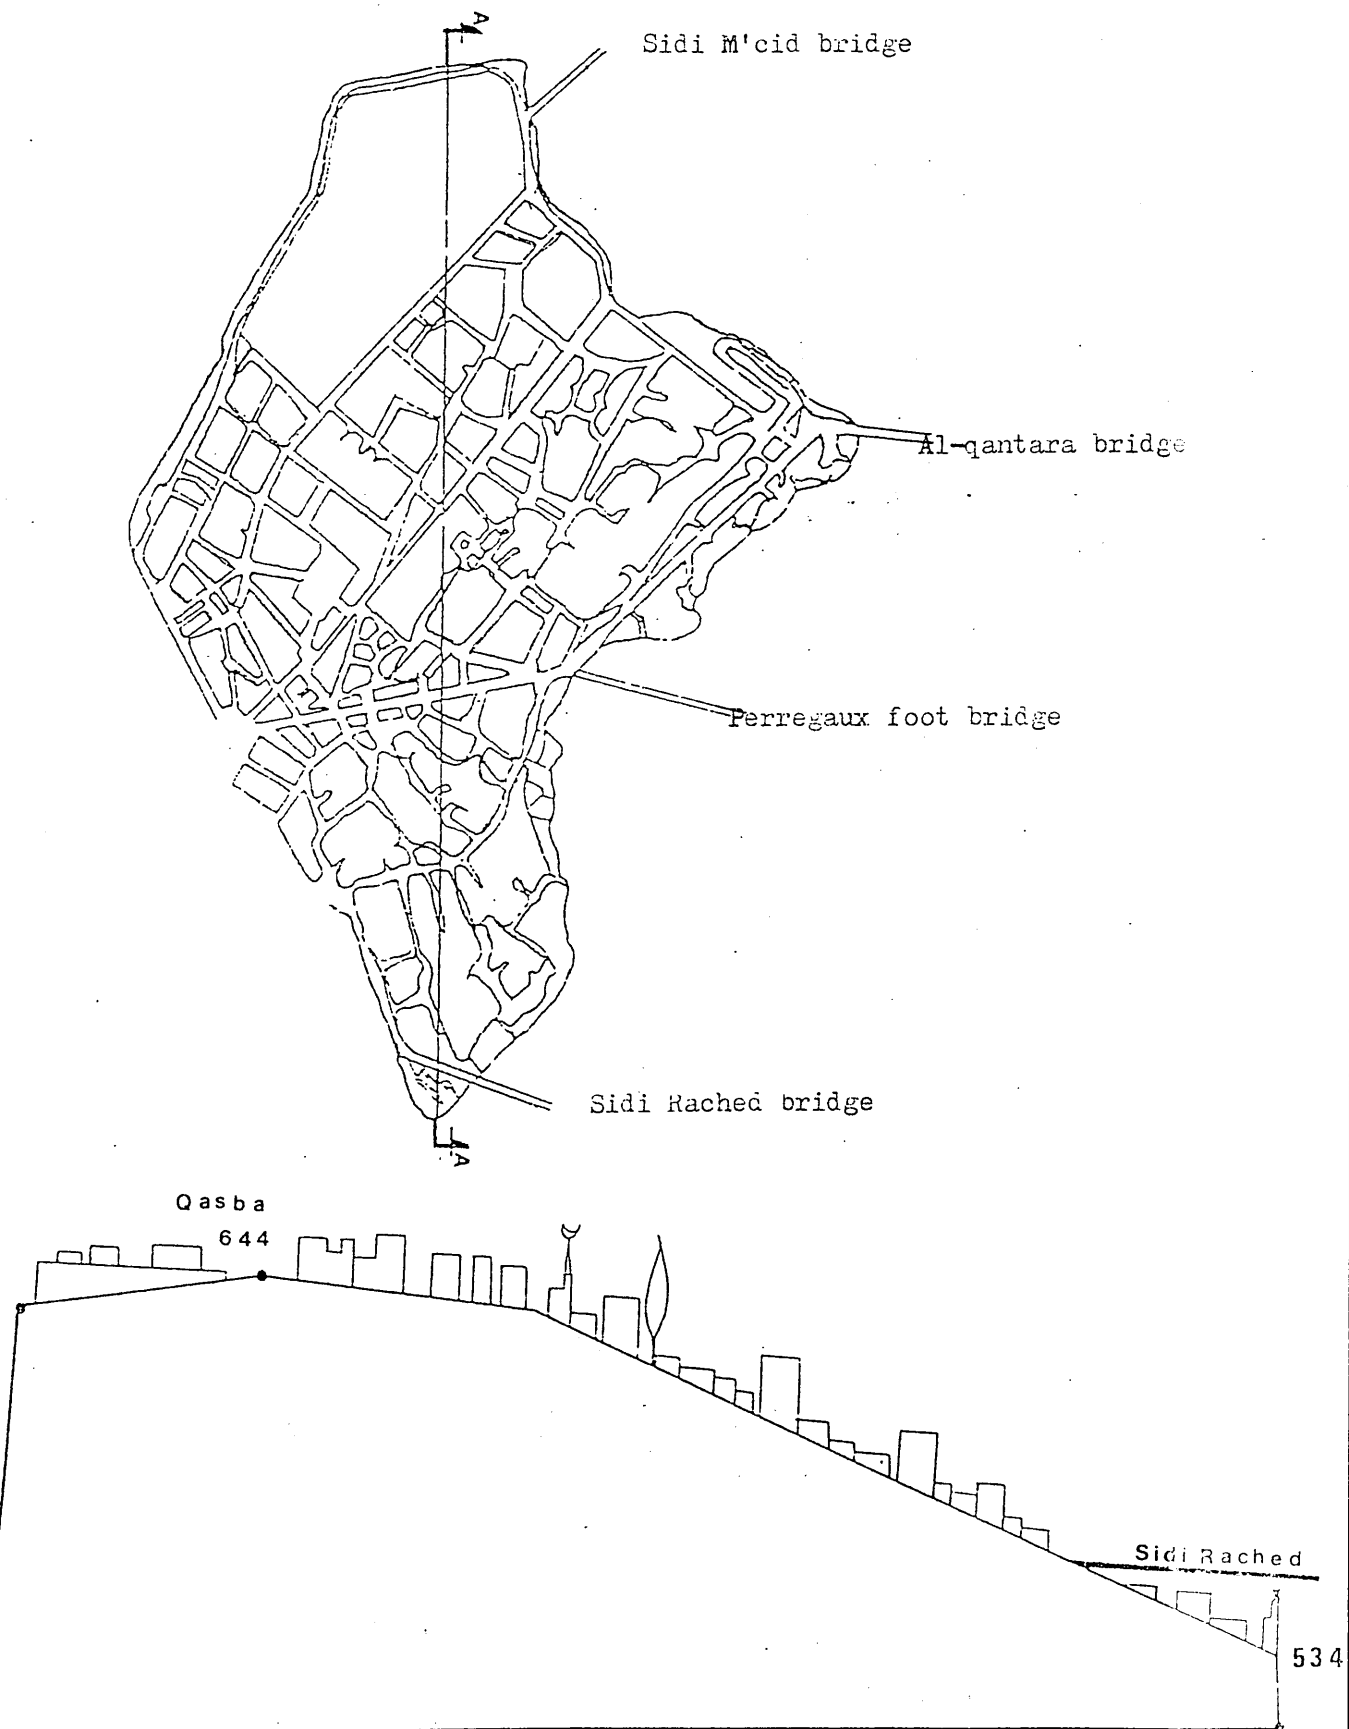 A
Sidi M'cid bridge
Al-qantara bridge
Perregaux foot bridge
Sidi Rached bridge
A
Qasba
644
Sidi Rached
534